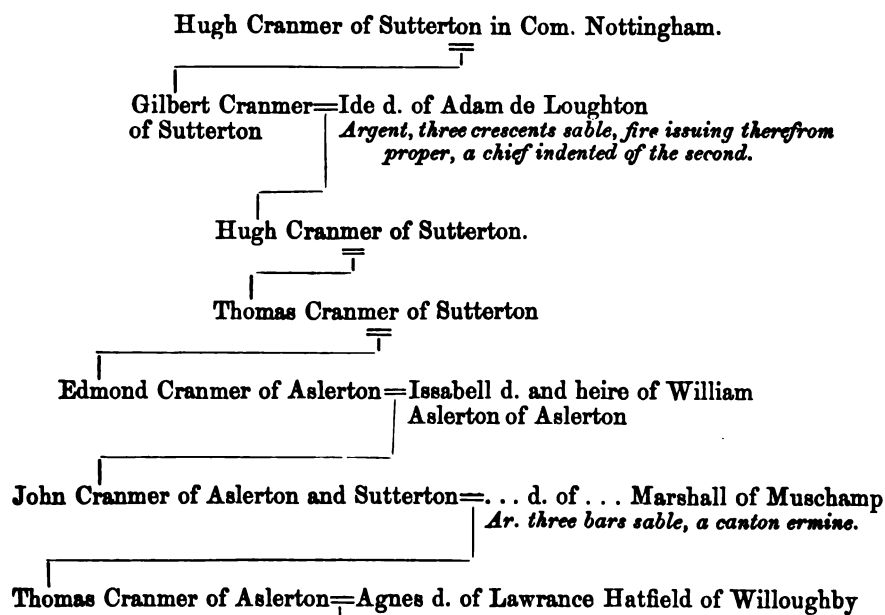 Hugh Cranmer of Sutterton in Com. Nottingham.
Gilbert Cranmer=Ide d. of Adam de Loughton
of Sutterton Argent, three crescents sable, fire issuing therefrom
proper, a chief indented of the second.
Hugh Cranmer of Sutterton.
Thomas Cranmer of Sutterton
Edmond Cranmer of Aslerton=Issabell d. and heire of William
Aslerton of Aslerton
John Cranmer of Aslerton and Sutterton=... d. of ... Marshall of Muschamp
Ar. three bars sable, a canton ermine.
Thomas Cranmer of Aslerton=Agnes d. of Lawrance Hatfield of Willoughby